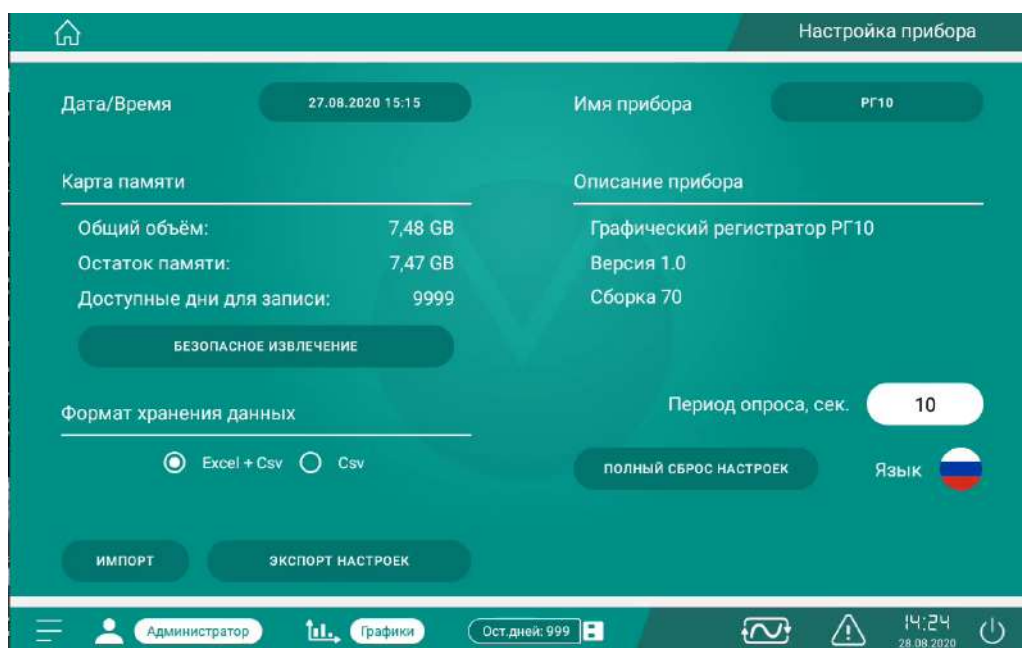 Настройка прибора
Дата/Время 27.08.2020 15:15
Имя прибора РГ10
Карта памяти
Общий объём: 7,48 GB
Остаток памяти: 7,47 GB
Доступные дни для записи: 9999
БЕЗОПАСНОЕ ИЗВЛЕЧЕНИЕ
Описание прибора
Графический регистратор РГ10
Версия 1.0
Сборка 70
Формат хранения данных
Excel + Csv Csv
Период опроса, сек. 10
ПОЛНЫЙ СБРОС НАСТРОЕК Язык
ИМПОРТ ЭКСПОРТ НАСТРОЕК
Администратор Графики Ост.дней: 999 14:24
28.08.2020